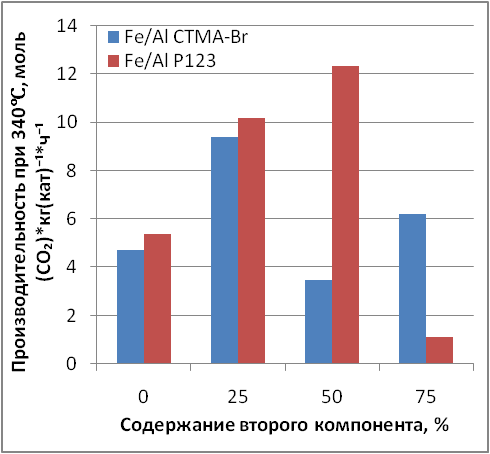 Fe/Al CTMA-Br
Fe/Al P123
Производительность при 340℃, моль
(CO₂)*кг(кат)⁻¹*ч⁻¹
14
12
10
8
6
4
2
0
0 25 50 75
Содержание второго компонента, %